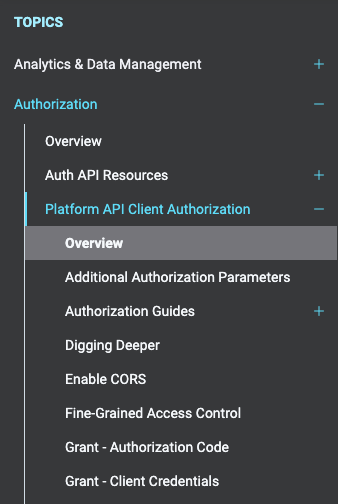 TOPICS
Analytics & Data Management +
Authorization −
Overview
Auth API Resources +
Platform API Client Authorization −
Overview
Additional Authorization Parameters
Authorization Guides +
Digging Deeper
Enable CORS
Fine-Grained Access Control
Grant - Authorization Code
Grant - Client Credentials